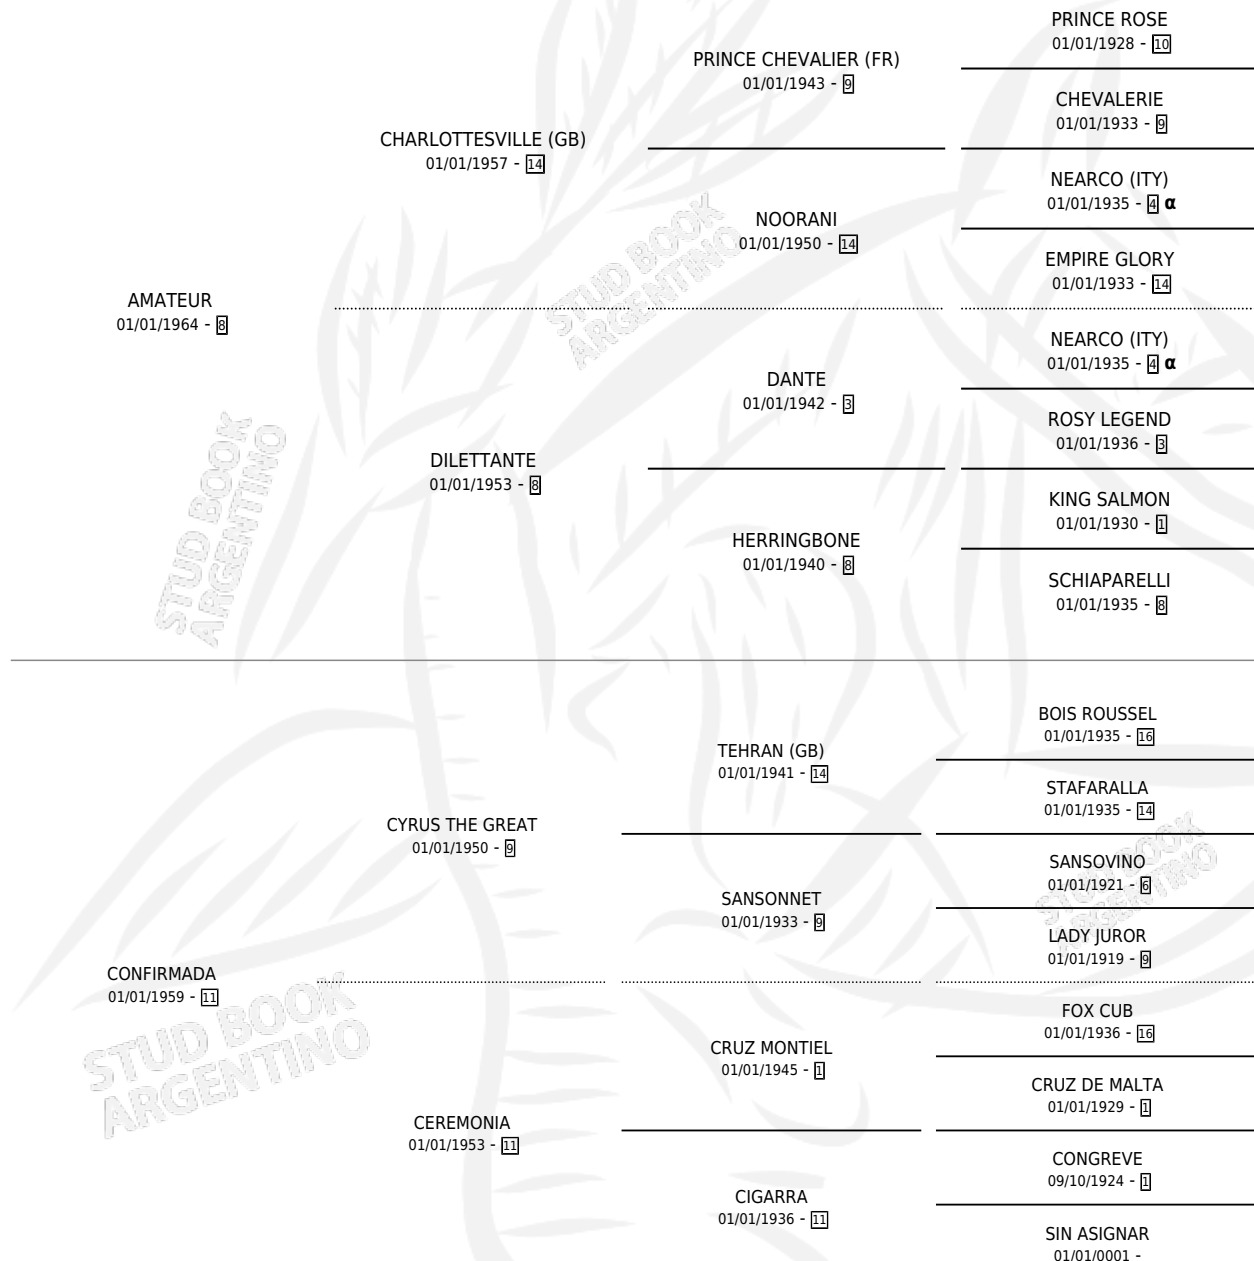 PRINCE ROSE
01/01/1928 - 10
PRINCE CHEVALIER (FR)
01/01/1943 - 9
CHEVALERIE
01/01/1933 - 9
CHARLOTTESVILLE (GB)
01/01/1957 - 14
NEARCO (ITY)
01/01/1935 - 4 α
NOORANI
01/01/1950 - 14
EMPIRE GLORY
01/01/1933 - 14
AMATEUR
01/01/1964 - 8
STUD BOOK
ARGENTINO
NEARCO (ITY)
01/01/1935 - 4 α
DANTE
01/01/1942 - 3
ROSY LEGEND
01/01/1936 - 3
DILETTANTE
01/01/1953 - 8
KING SALMON
01/01/1930 - 1
HERRINGBONE
01/01/1940 - 8
SCHIAPARELLI
01/01/1935 - 8
STUD BOOK
ARGENTINO
BOIS ROUSSEL
01/01/1935 - 16
TEHRAN (GB)
01/01/1941 - 14
STAFARALLA
01/01/1935 - 14
CYRUS THE GREAT
01/01/1950 - 9
SANSOVINO
01/01/1921 - 6
SANSONNET
01/01/1933 - 9
LADY JUROR
01/01/1919 - 9
STUD BOOK
ARGENTINO
CONFIRMADA
01/01/1959 - 11
FOX CUB
01/01/1936 - 16
CRUZ MONTIEL
01/01/1945 - 1
CRUZ DE MALTA
01/01/1929 - 1
STUD BOOK
ARGENTINO
CEREMONIA
01/01/1953 - 11
CONGREVE
09/10/1924 - 1
CIGARRA
01/01/1936 - 11
SIN ASIGNAR
01/01/0001 -